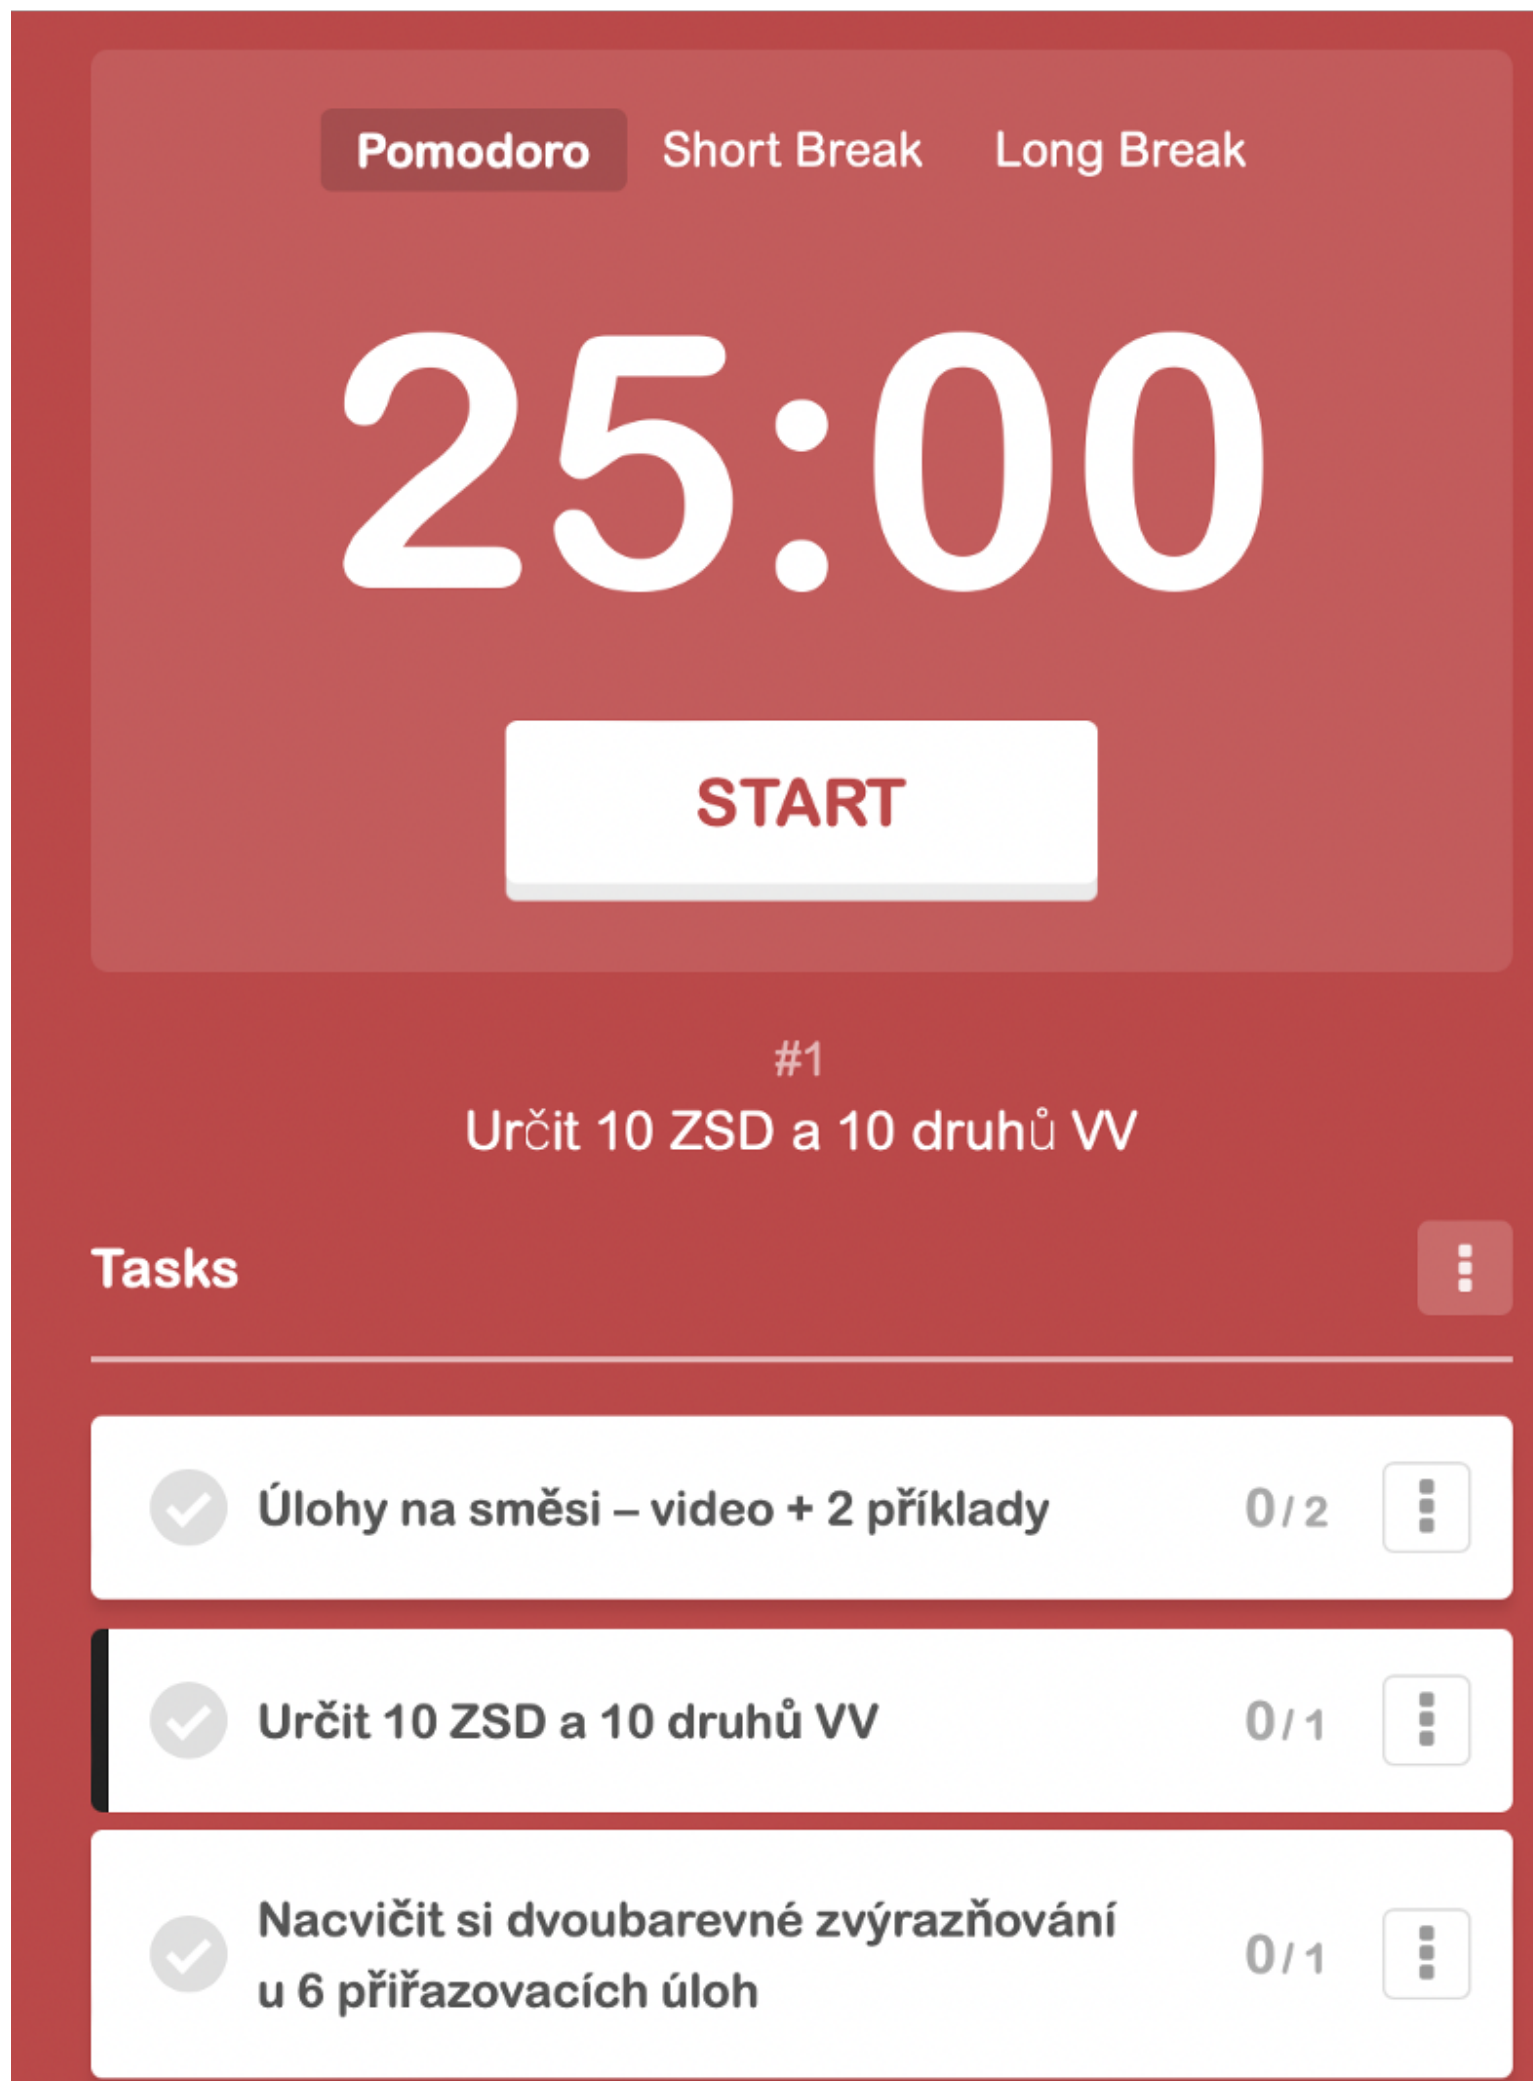 Pomodoro Short Break Long Break
25:00
START
#1
Určit 10 ZSD a 10 druhů VV
Tasks
Úlohy na směsi – video + 2 příklady 0/ 2
Určit 10 ZSD a 10 druhů VV 0/ 1
Nacvičit si dvoubarevné zvýrazňování
u 6 přiřazovacích úloh 0/ 1